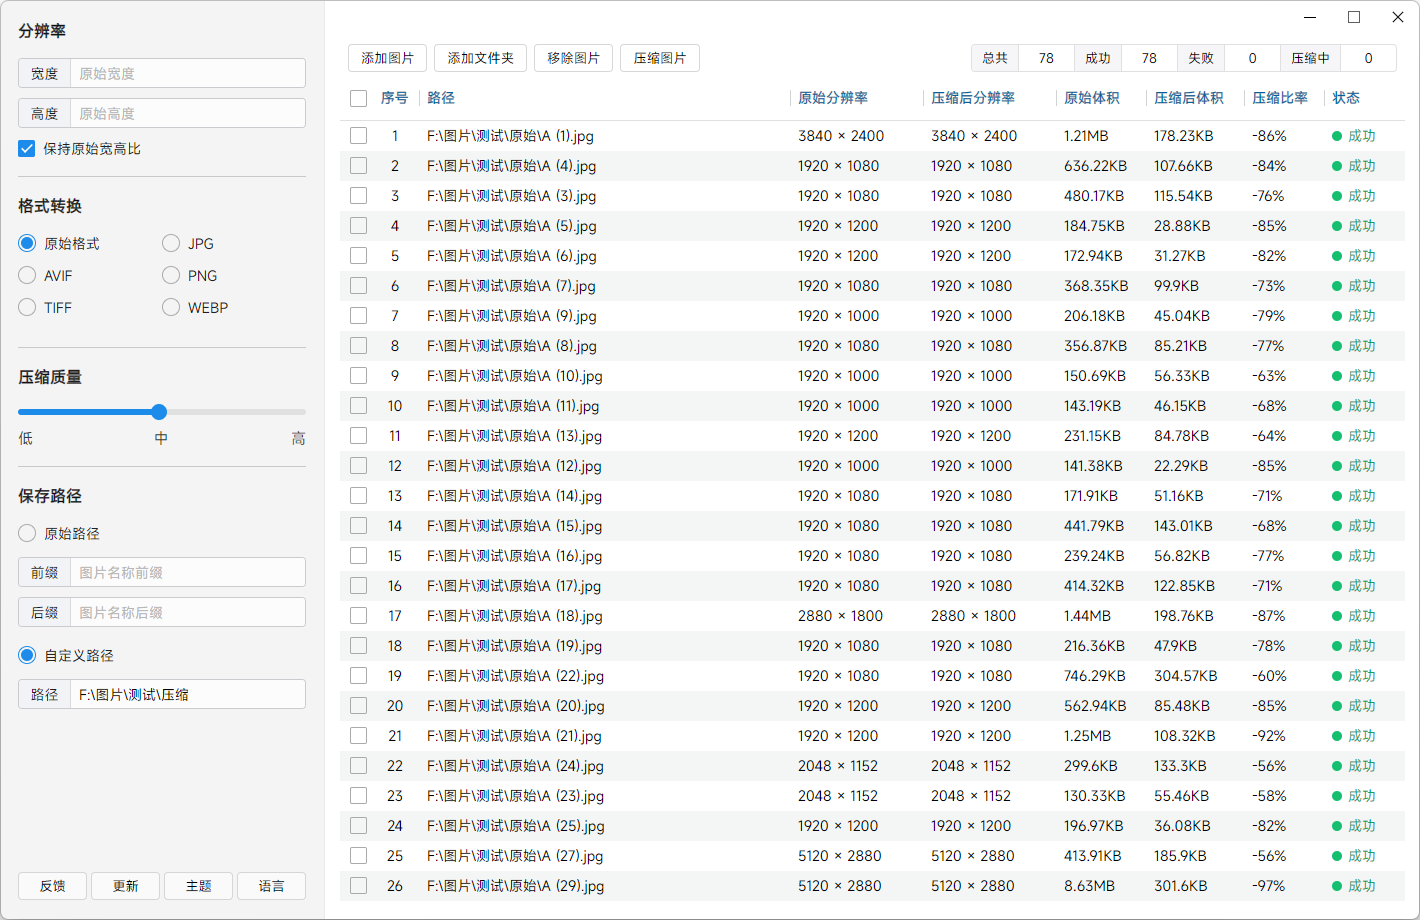 分辨率
宽度 原始宽度
高度 原始高度
保持原始宽高比
格式转换
原始格式 JPG
AVIF PNG
TIFF WEBP
压缩质量
低 中 高
保存路径
原始路径
前缀 图片名称前缀
后缀 图片名称后缀
自定义路径
路径 F:\图片\测试\压缩
反馈 更新 主题 语言
添加图片 添加文件夹 移除图片 压缩图片 总共 78 成功 78 失败 0 压缩中 0
序号 路径 原始分辨率 压缩后分辨率 原始体积 压缩后体积 压缩比率 状态
1 F:\图片\测试\原始\A (1).jpg 3840 × 2400 3840 × 2400 1.21MB 178.23KB -86% 成功
2 F:\图片\测试\原始\A (4).jpg 1920 × 1080 1920 × 1080 636.22KB 107.66KB -84% 成功
3 F:\图片\测试\原始\A (3).jpg 1920 × 1080 1920 × 1080 480.17KB 115.54KB -76% 成功
4 F:\图片\测试\原始\A (5).jpg 1920 × 1200 1920 × 1200 184.75KB 28.88KB -85% 成功
5 F:\图片\测试\原始\A (6).jpg 1920 × 1200 1920 × 1200 172.94KB 31.27KB -82% 成功
6 F:\图片\测试\原始\A (7).jpg 1920 × 1080 1920 × 1080 368.35KB 99.9KB -73% 成功
7 F:\图片\测试\原始\A (9).jpg 1920 × 1000 1920 × 1000 206.18KB 45.04KB -79% 成功
8 F:\图片\测试\原始\A (8).jpg 1920 × 1080 1920 × 1080 356.87KB 85.21KB -77% 成功
9 F:\图片\测试\原始\A (10).jpg 1920 × 1000 1920 × 1000 150.69KB 56.33KB -63% 成功
10 F:\图片\测试\原始\A (11).jpg 1920 × 1000 1920 × 1000 143.19KB 46.15KB -68% 成功
11 F:\图片\测试\原始\A (13).jpg 1920 × 1200 1920 × 1200 231.15KB 84.78KB -64% 成功
12 F:\图片\测试\原始\A (12).jpg 1920 × 1000 1920 × 1000 141.38KB 22.29KB -85% 成功
13 F:\图片\测试\原始\A (14).jpg 1920 × 1080 1920 × 1080 171.91KB 51.16KB -71% 成功
14 F:\图片\测试\原始\A (15).jpg 1920 × 1080 1920 × 1080 441.79KB 143.01KB -68% 成功
15 F:\图片\测试\原始\A (16).jpg 1920 × 1080 1920 × 1080 239.24KB 56.82KB -77% 成功
16 F:\图片\测试\原始\A (17).jpg 1920 × 1080 1920 × 1080 414.32KB 122.85KB -71% 成功
17 F:\图片\测试\原始\A (18).jpg 2880 × 1800 2880 × 1800 1.44MB 198.76KB -87% 成功
18 F:\图片\测试\原始\A (19).jpg 1920 × 1080 1920 × 1080 216.36KB 47.9KB -78% 成功
19 F:\图片\测试\原始\A (22).jpg 1920 × 1080 1920 × 1080 746.29KB 304.57KB -60% 成功
20 F:\图片\测试\原始\A (20).jpg 1920 × 1200 1920 × 1200 562.94KB 85.48KB -85% 成功
21 F:\图片\测试\原始\A (21).jpg 1920 × 1200 1920 × 1200 1.25MB 108.32KB -92% 成功
22 F:\图片\测试\原始\A (24).jpg 2048 × 1152 2048 × 1152 299.6KB 133.3KB -56% 成功
23 F:\图片\测试\原始\A (23).jpg 2048 × 1152 2048 × 1152 130.33KB 55.46KB -58% 成功
24 F:\图片\测试\原始\A (25).jpg 1920 × 1200 1920 × 1200 196.97KB 36.08KB -82% 成功
25 F:\图片\测试\原始\A (27).jpg 5120 × 2880 5120 × 2880 413.91KB 185.9KB -56% 成功
26 F:\图片\测试\原始\A (29).jpg 5120 × 2880 5120 × 2880 8.63MB 301.6KB -97% 成功